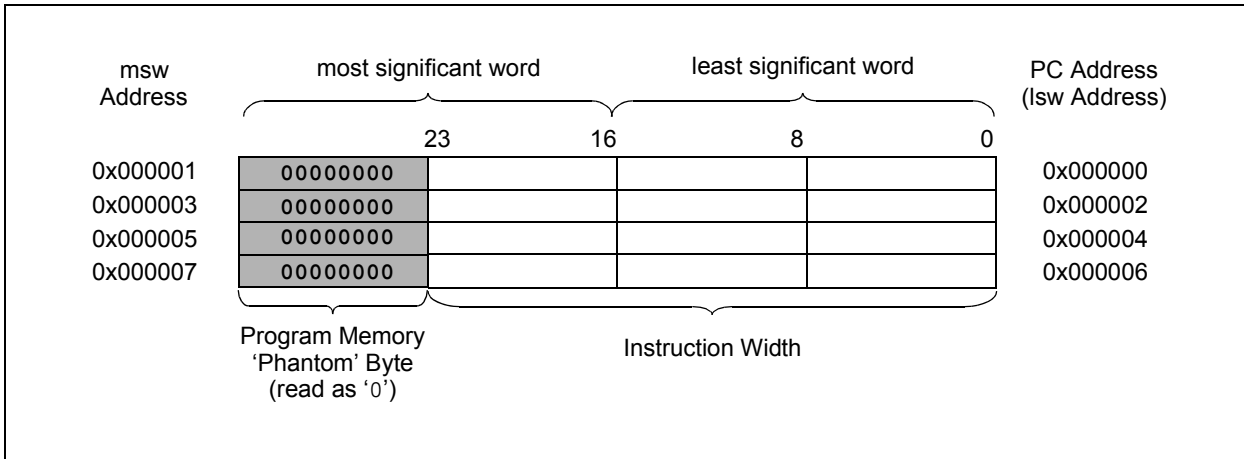 msw
Address
most significant word
least significant word
PC Address
(lsw Address)
23 16 8 0
0x000001 00000000 0x000000
0x000003 00000000 0x000002
0x000005 00000000 0x000004
0x000007 00000000 0x000006
Program Memory
‘Phantom’ Byte
(read as ‘0’)
Instruction Width